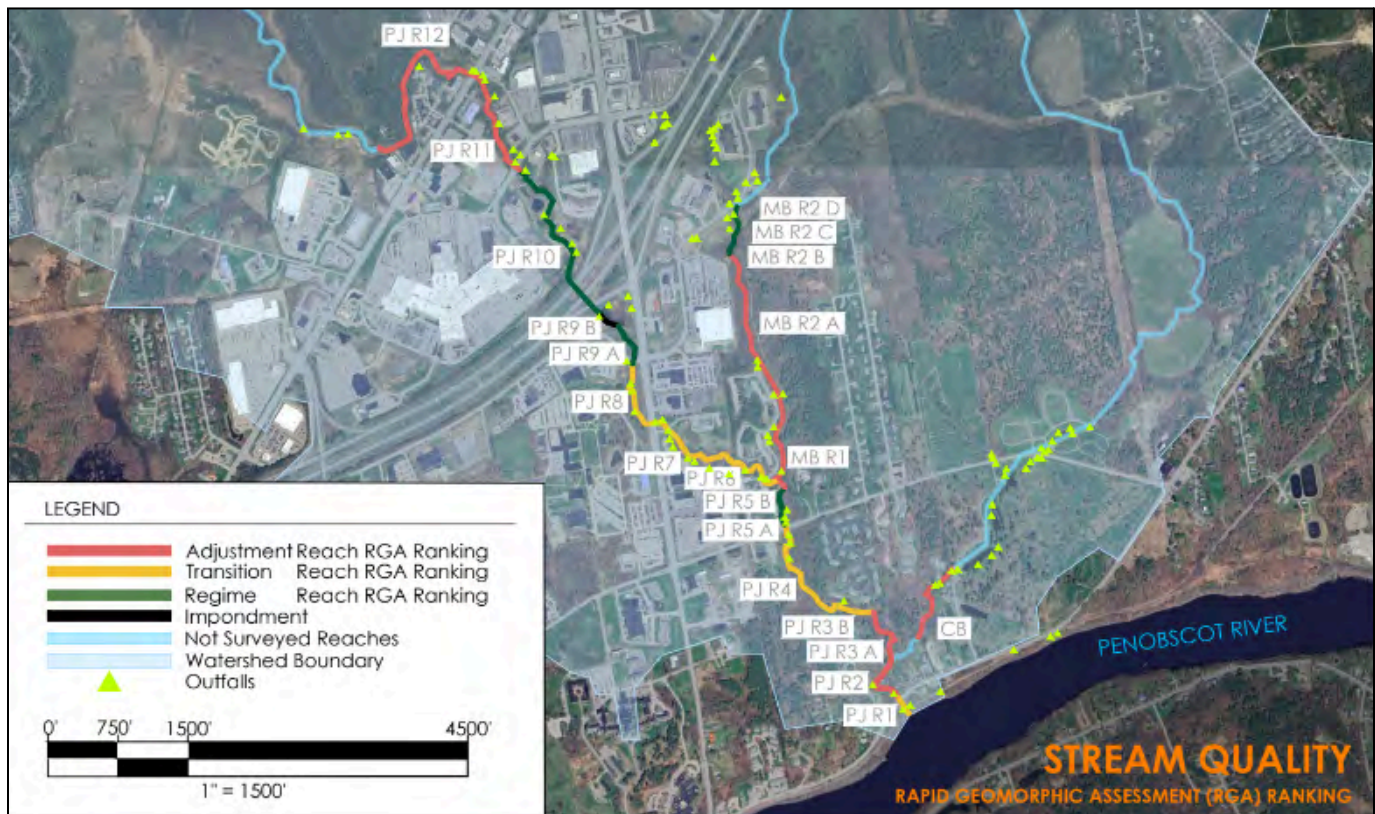 PJ R12
PJ R11
MB R2 D
MB R2 C
PJ R10
MB R2 B
MB R2 A
PJ R9 B
PJ R9 A
PJ R8
PJ R7
MB R1
PJ R6
PJ R5 B
PJ R5 A
PJ R4
PJ R3 B
CB
PJ R3 A
PENOBSCOT RIVER
PJ R2
PJ R1
LEGEND
Adjustment Reach RGA Ranking
Transition Reach RGA Ranking
Regime Reach RGA Ranking
Impondment
Not Surveyed Reaches
Watershed Boundary
Outfalls
0' 750' 1500' 4500'
1" = 1500'
STREAM QUALITY
RAPID GEOMORPHIC ASSESSMENT (RGA) RANKING